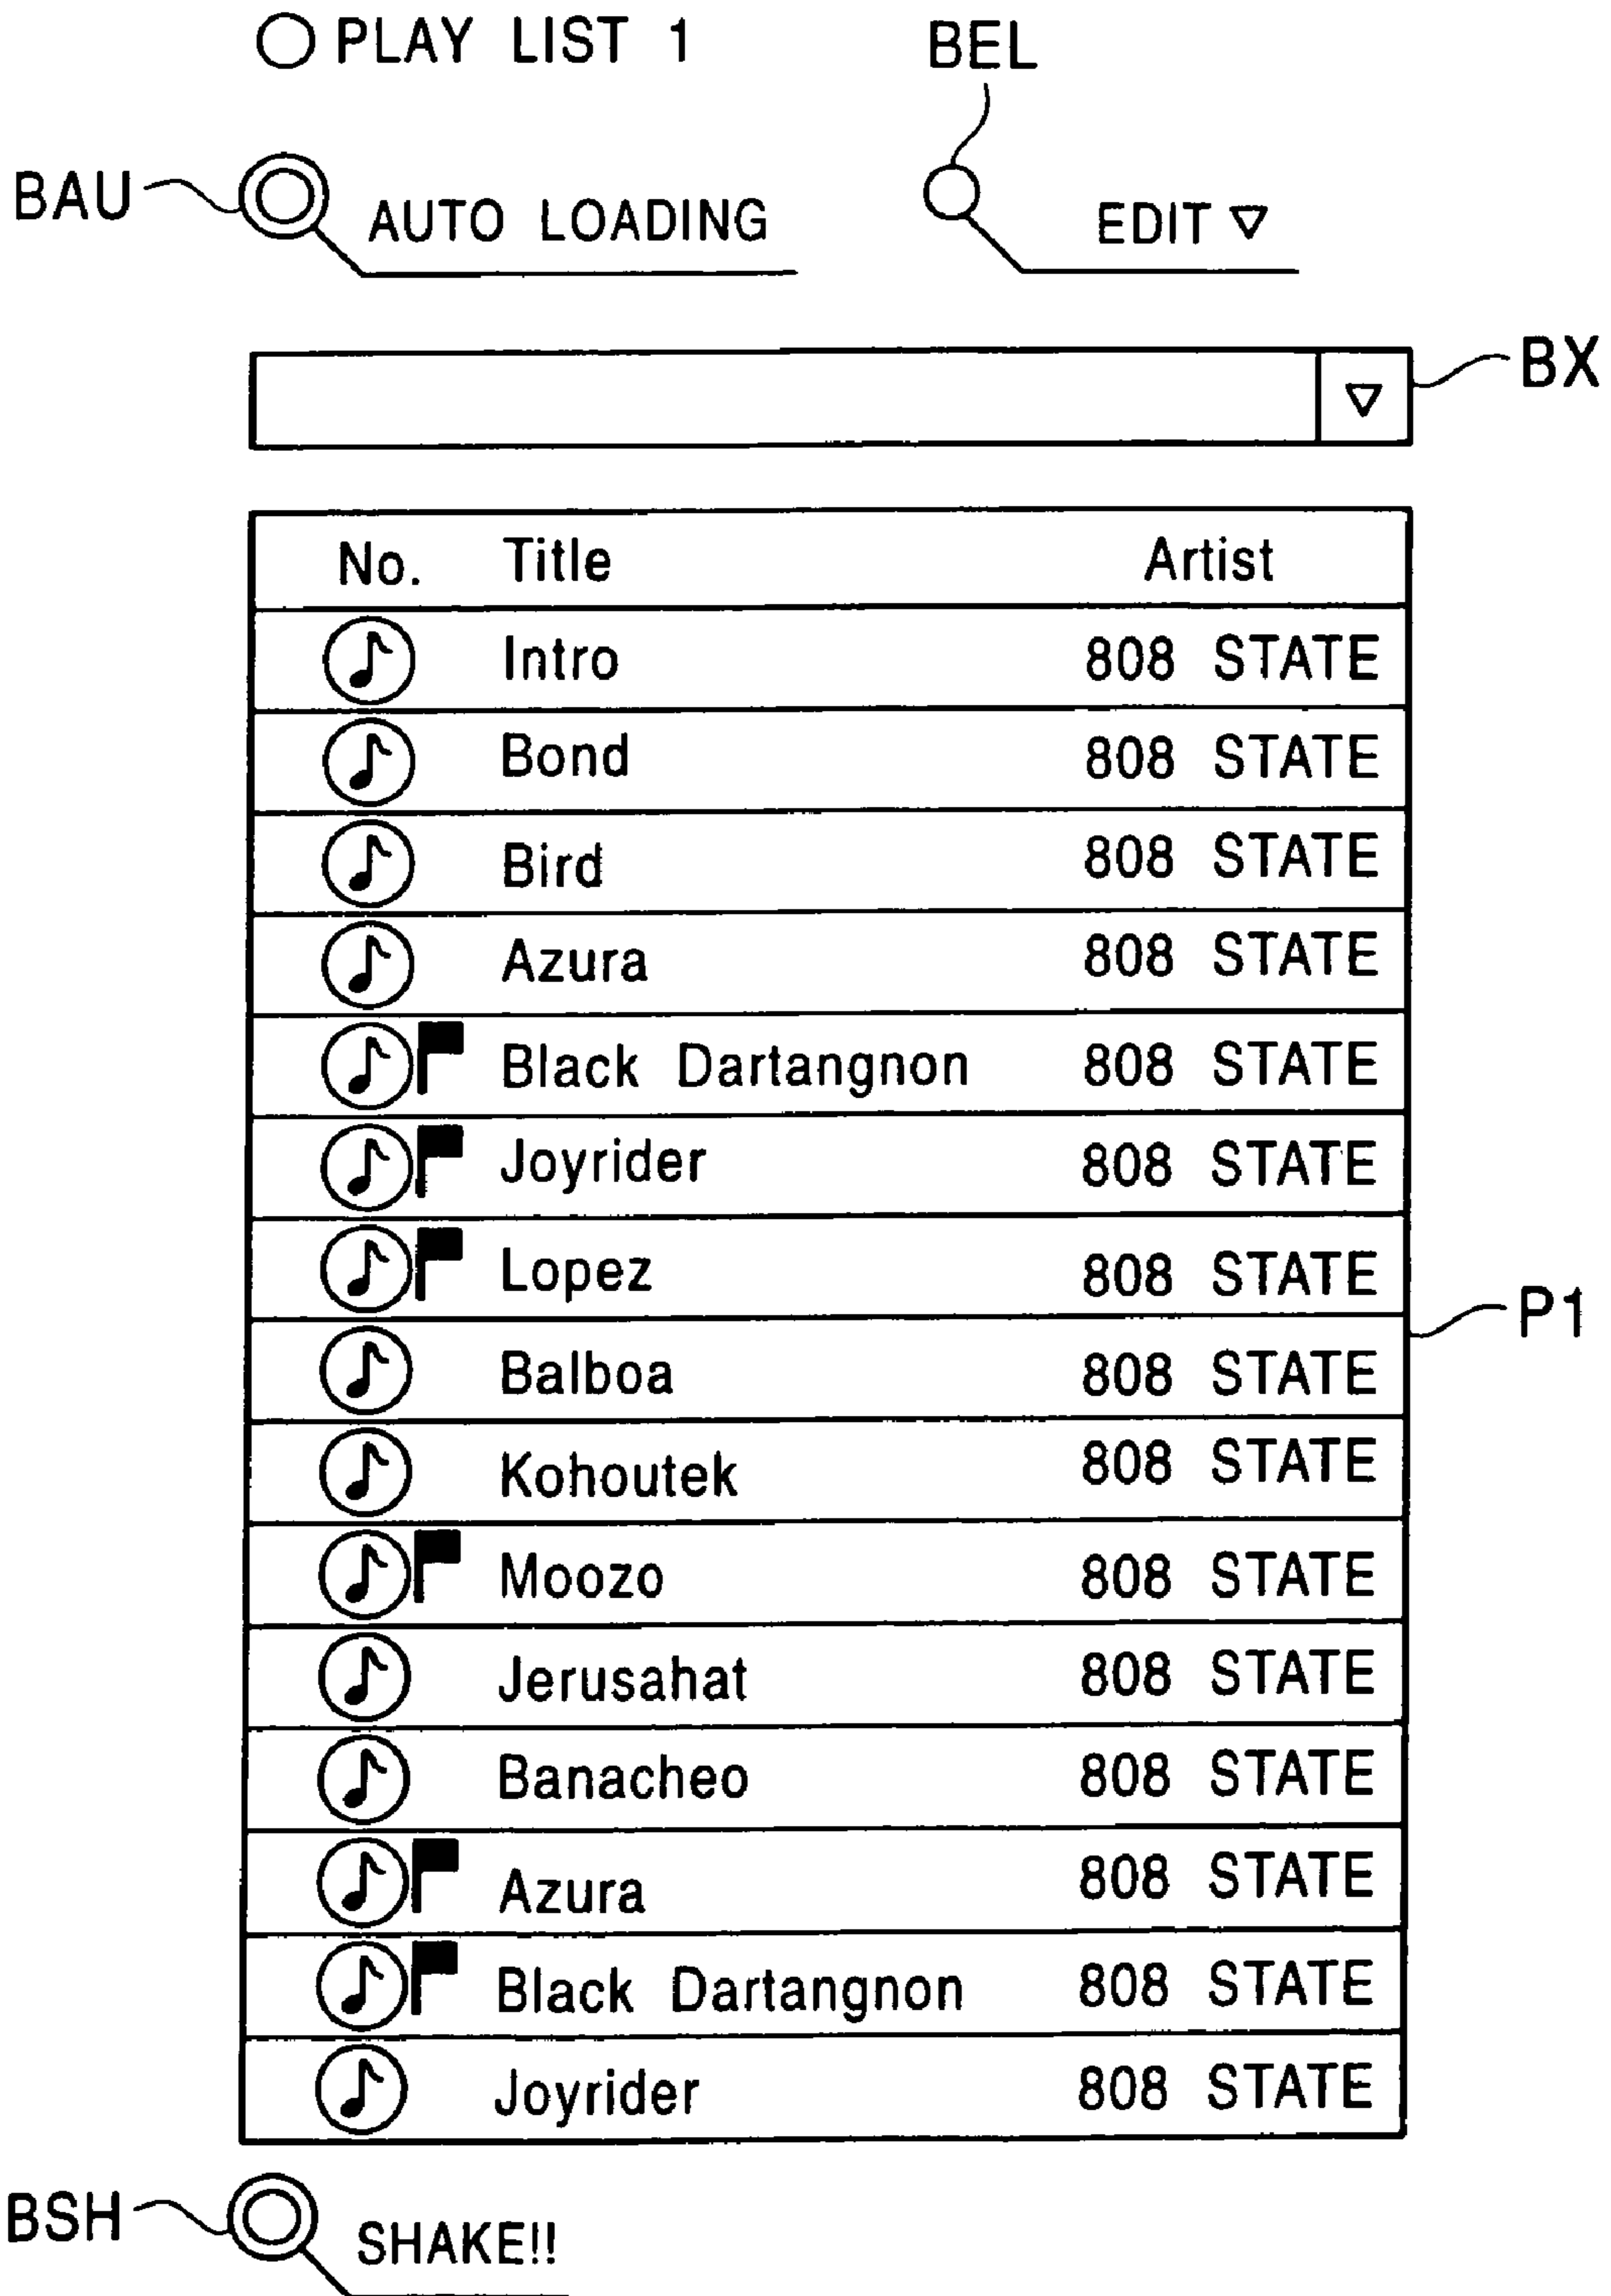 PLAY LIST 1
BEL
BAU AUTO LOADING EDIT
BX
No. Title Artist
Intro 808 STATE
Bond 808 STATE
Bird 808 STATE
Azura 808 STATE
Black Dartangnon 808 STATE
Joyrider 808 STATE
Lopez 808 STATE
P1
Balboa 808 STATE
Kohoutek 808 STATE
Moozo 808 STATE
Jerusahat 808 STATE
Banacheo 808 STATE
Azura 808 STATE
Black Dartangnon 808 STATE
Joyrider 808 STATE
BSH SHAKE!!